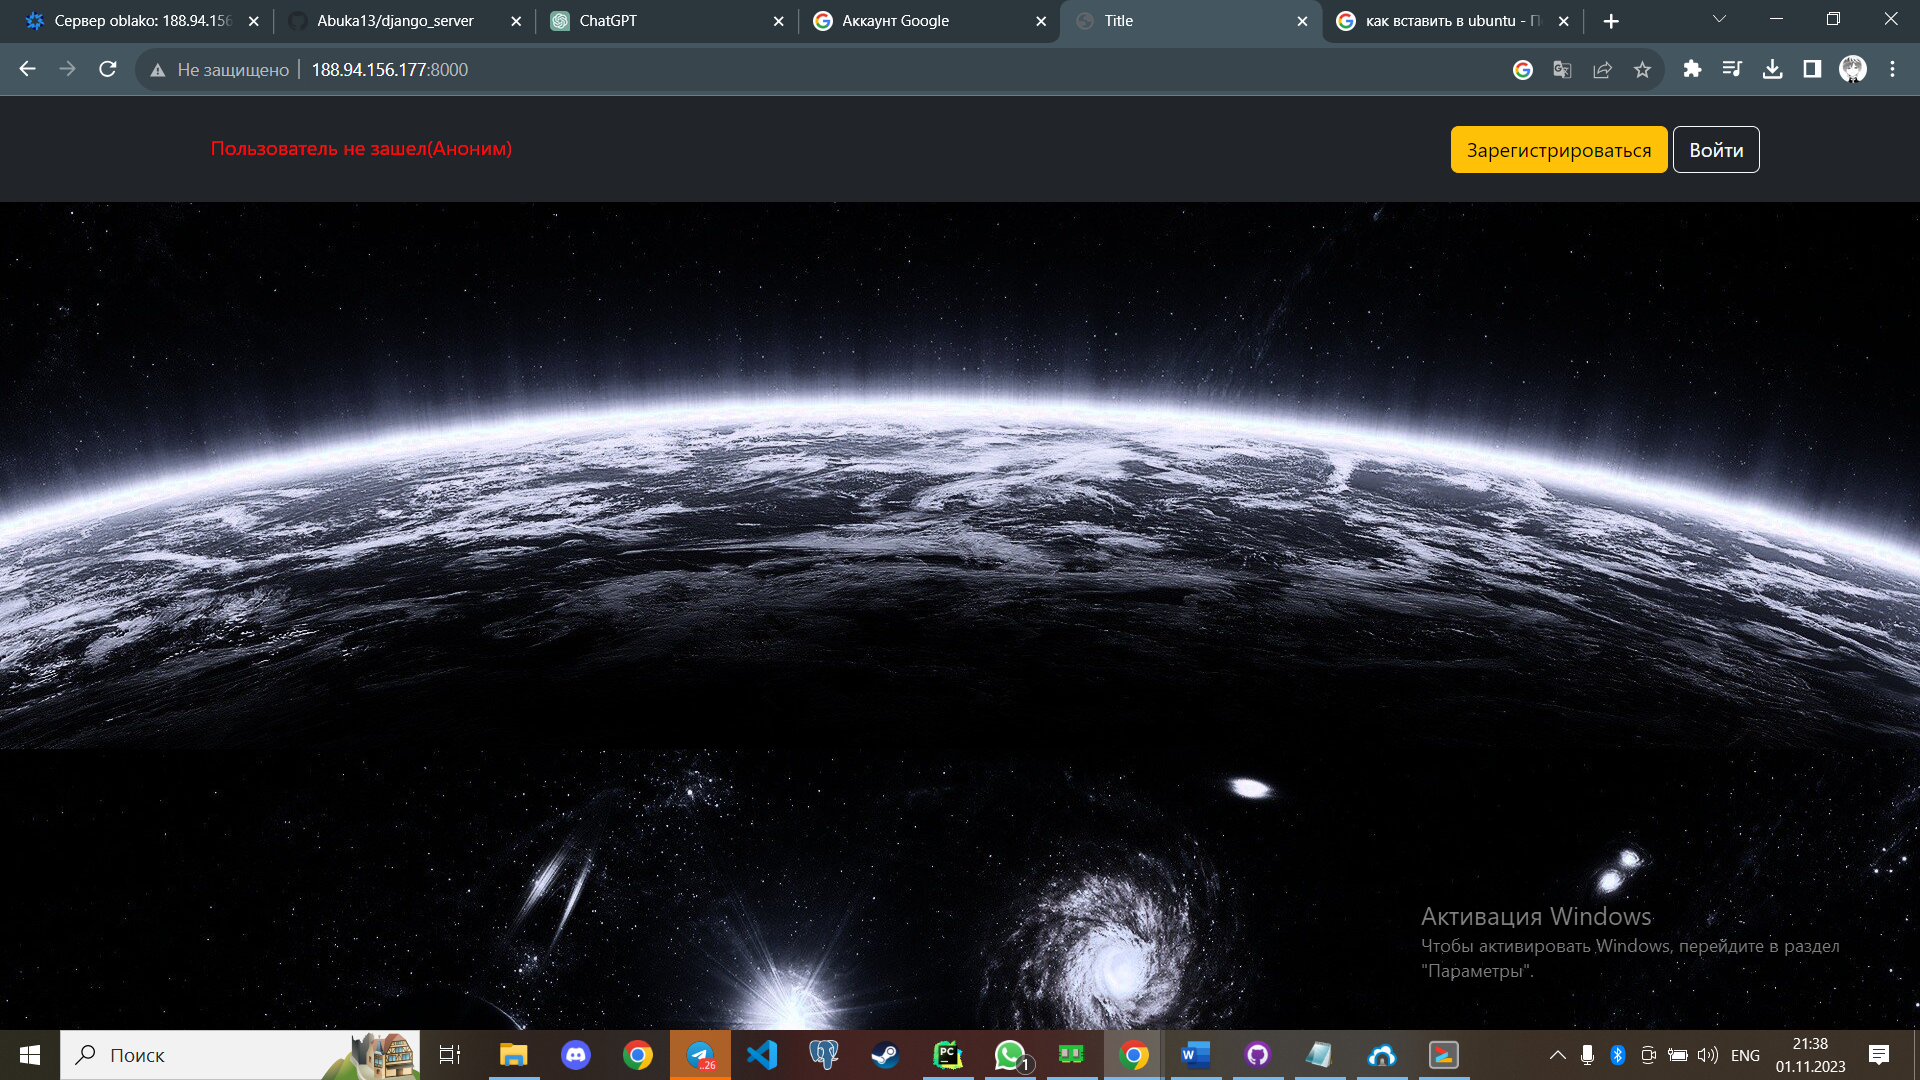 Сервер oblako: 188.94.156
Abuka13/django_server
ChatGPT
Аккаунт Google
Title
как вставить в ubuntu - П
Не защищено
188.94.156.177:8000
Пользователь не зашел(Аноним)
Зарегистрироваться
Войти
Активация Windows
Чтобы активировать Windows, перейдите в раздел
"Параметры".
Поиск
..26
PC
1
W
ENG
21:38
01.11.2023